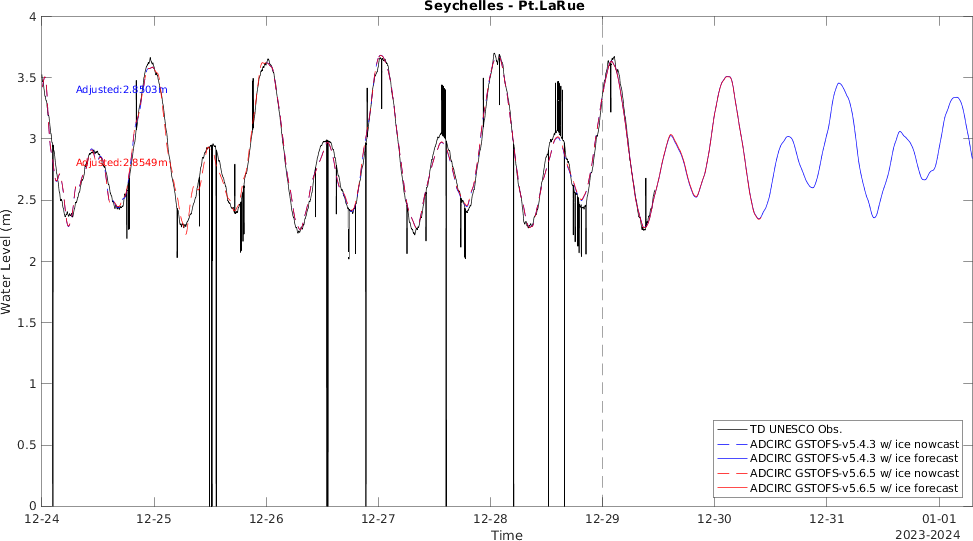 Seychelles - Pt.LaRue
4
3.5
3
2.5
2
1.5
1
0.5
0
Water Level (m)
Adjusted:2.8503m
Adjusted:2.8549m
TD UNESCO Obs.
ADCIRC GSTOFS-v5.4.3 w/ ice nowcast
ADCIRC GSTOFS-v5.4.3 w/ ice forecast
ADCIRC GSTOFS-v5.6.5 w/ ice nowcast
ADCIRC GSTOFS-v5.6.5 w/ ice forecast
12-24 12-25 12-26 12-27 12-28 12-29 12-30 12-31 01-01
Time
2023-2024